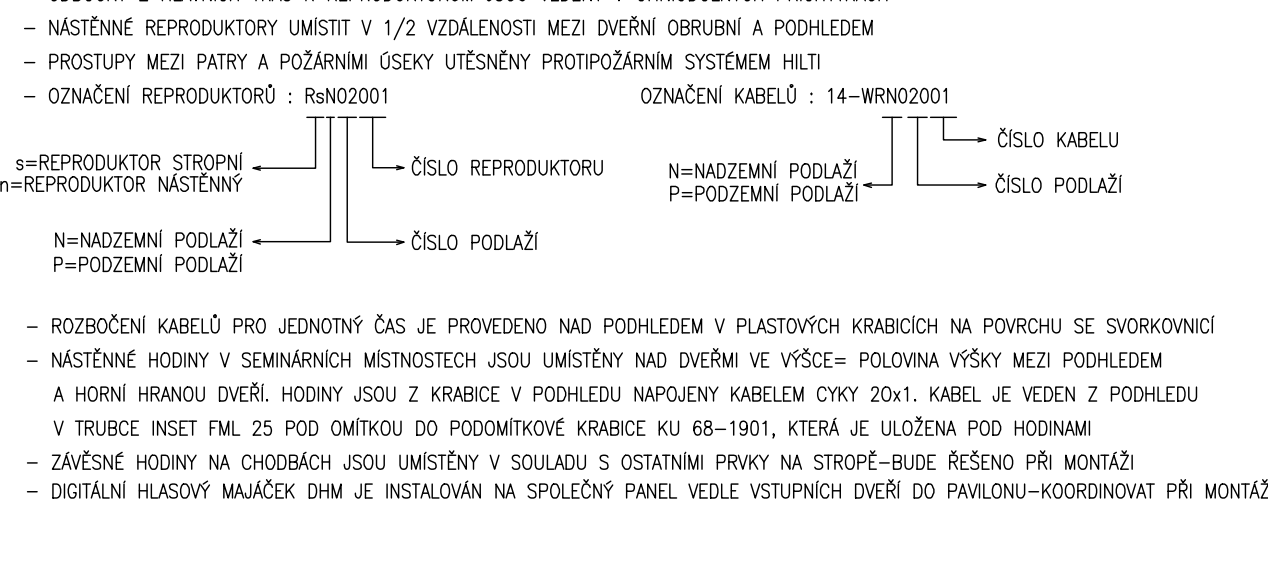 – NÁSTĚNNÉ REPRODUKTORY UMÍSTIT V 1/2 VZDÁLENOSTI MEZI DVEŘNÍ OBRUBNÍ A PODHLEDEM
– PROSTUPY MEZI PATRY A POŽÁRNÍMI ÚSEKY UTĚSNĚNY PROTIPOŽÁRNÍM SYSTÉMEM HILTI
– OZNAČENÍ REPRODUKTORŮ : RsN02001
s=REPRODUKTOR STROPNÍ
n=REPRODUKTOR NÁSTĚNNÝ
ČÍSLO REPRODUKTORU
N=NADZEMNÍ PODLAŽÍ
P=PODZEMNÍ PODLAŽÍ
ČÍSLO PODLAŽÍ
OZNAČENÍ KABELŮ : 14–WRN02001
ČÍSLO KABELU
N=NADZEMNÍ PODLAŽÍ
P=PODZEMNÍ PODLAŽÍ
ČÍSLO PODLAŽÍ
– ROZBOČENÍ KABELŮ PRO JEDNOTNÝ ČAS JE PROVEDENO NAD PODHLEDEM V PLASTOVÝCH KRABICÍCH NA POVRCHU SE SVORKOVNICÍ
– NÁSTĚNNÉ HODINY V SEMINÁRNÍCH MÍSTNOSTECH JSOU UMÍSTĚNY NAD DVEŘMI VE VÝŠCE= POLOVINA VÝŠKY MEZI PODHLEDEM
A HORNÍ HRANOU DVEŘÍ. HODINY JSOU Z KRABICE V PODHLEDU NAPOJENY KABELEM CYKY 2Ox1. KABEL JE VEDEN Z PODHLEDU
V TRUBCE INSET FML 25 POD OMÍTKOU DO PODOMÍTKOVÉ KRABICE KU 68–1901, KTERÁ JE ULOŽENA POD HODINAMI
– ZÁVĚSNÉ HODINY NA CHODBÁCH JSOU UMÍSTĚNY V SOULADU S OSTATNÍMI PRVKY NA STROPĚ–BUDE ŘEŠENO PŘI MONTÁŽI
– DIGITÁLNÍ HLASOVÝ MAJÁČEK DHM JE INSTALOVÁN NA SPOLEČNÝ PANEL VEDLE VSTUPNÍCH DVEŘÍ DO PAVILONU–KOORDINOVAT PŘI MONTÁŽ